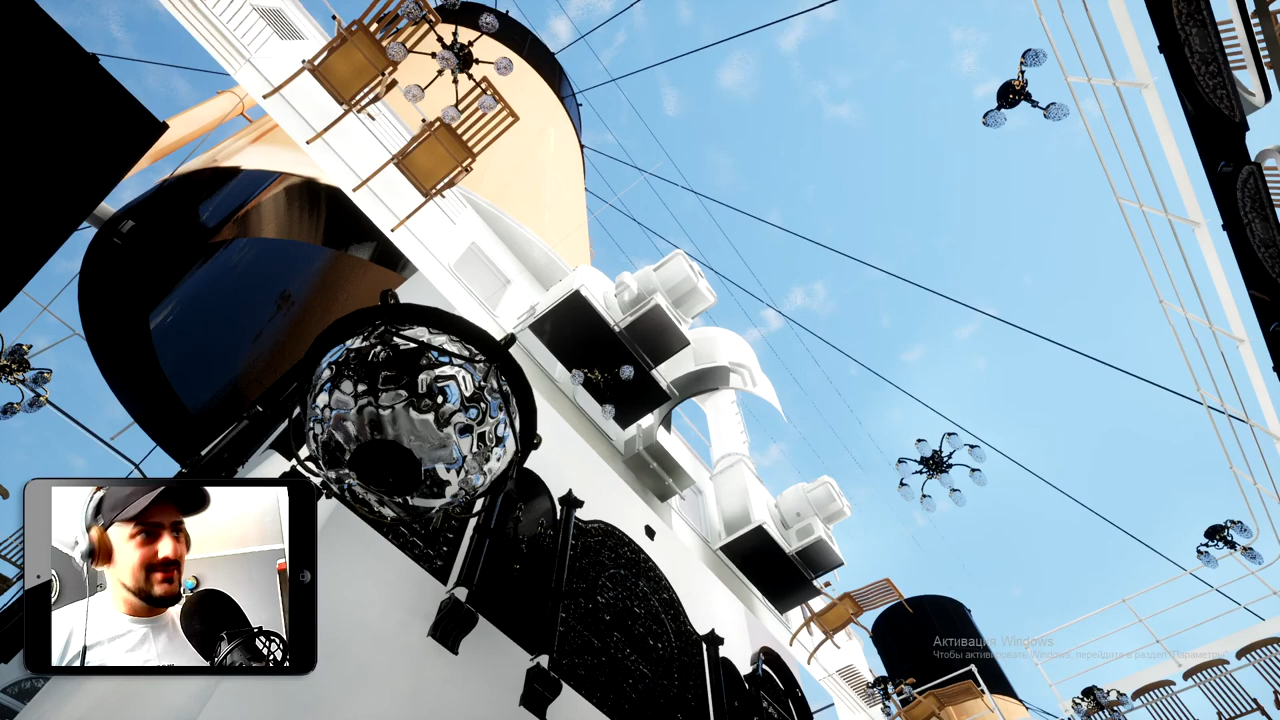 Активация Windows
Чтобы активировать Windows, перейдите в раздел "Параметры".